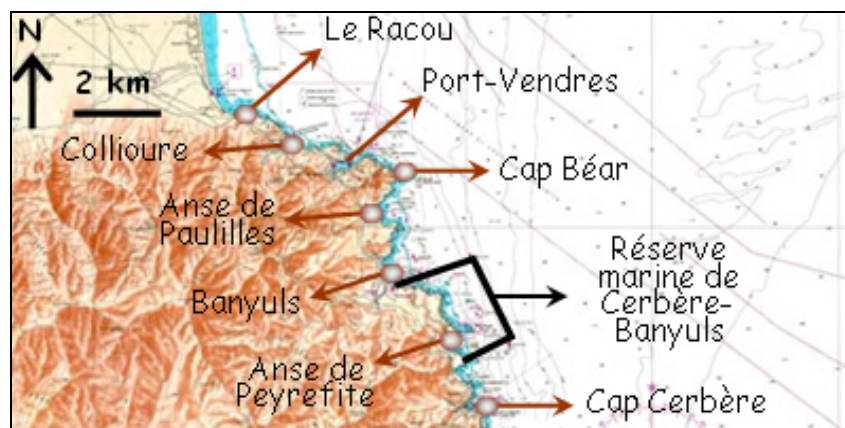 N
Le Racou
2 km
Port-Vendres
Collioure
Cap Béar
Anse de
Paulilles
Réserve
marine de
Cerbère-
Banyuls
Banyuls
Anse de
Peyrefite
Cap Cerbère